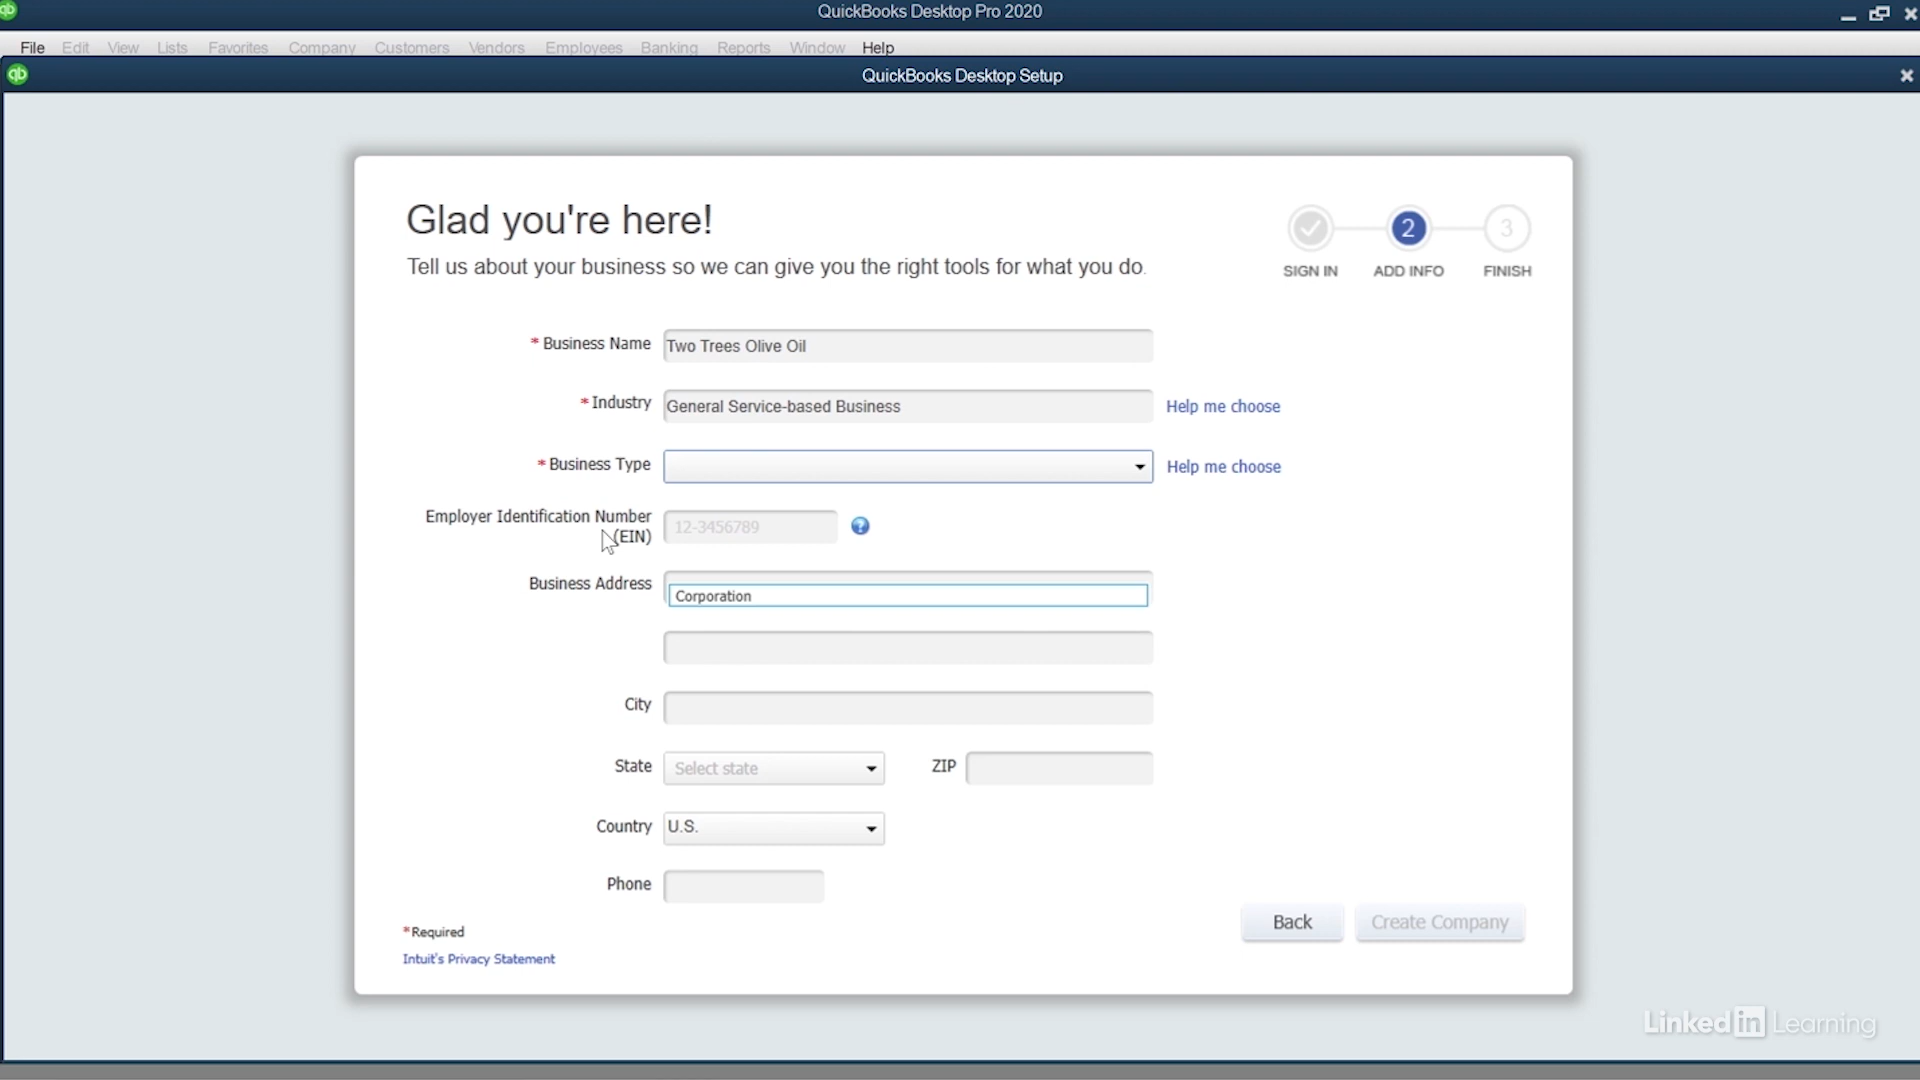 qb
QuickBooks Desktop Pro 2020
File Edit View Lists Favorites Company Customers Vendors Employees Banking Reports Window Help
qb
QuickBooks Desktop Setup
Glad you're here!
Tell us about your business so we can give you the right tools for what you do.
2 3
SIGN IN ADD INFO FINISH
* Business Name Two Trees Olive Oil
* Industry General Service-based Business Help me choose
* Business Type Help me choose
Employer Identification Number
(EIN) 12-3456789 ?
Business Address
Corporation
City
State Select state ZIP
Country U.S.
Phone
Back Create Company
*Required
Intuit's Privacy Statement
Linked in Learning